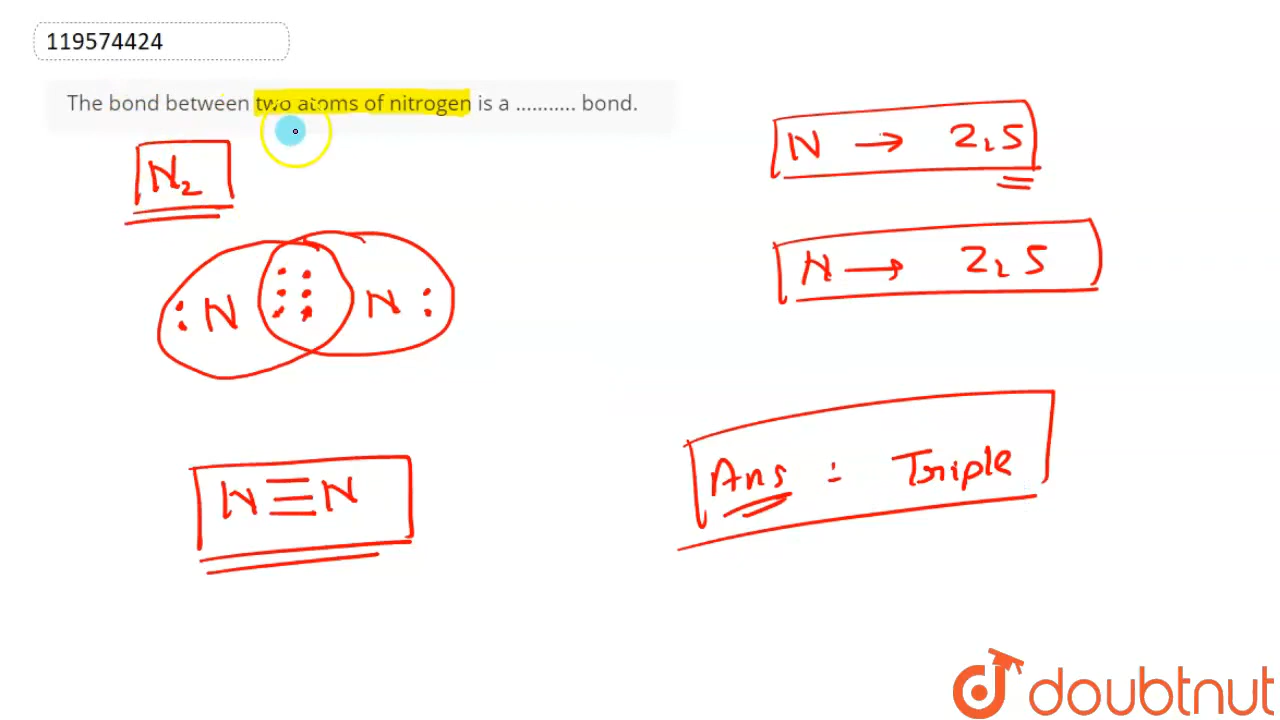 119574424
The bond between two atoms of nitrogen is a ........... bond.
N → 2,5
N₂
N → 2,5
:N ⋮⋮ N:
N≡N
Ans : Triple
doubtnut